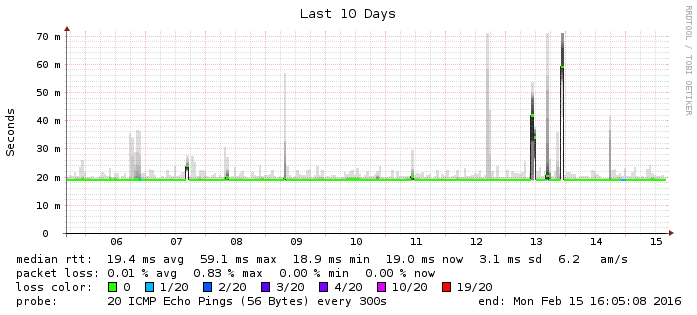 Last 10 Days
RRDTOOL / TOBI OETIKER
Seconds
70 m
60 m
50 m
40 m
30 m
20 m
10 m
0
06 07 08 09 10 11 12 13 14 15
median rtt: 19.4 ms avg 59.1 ms max 18.9 ms min 19.0 ms now 3.1 ms sd 6.2 am/s
packet loss: 0.01 % avg 0.83 % max 0.00 % min 0.00 % now
loss color: 0 1/20 2/20 3/20 4/20 10/20 19/20
probe: 20 ICMP Echo Pings (56 Bytes) every 300s end: Mon Feb 15 16:05:08 2016